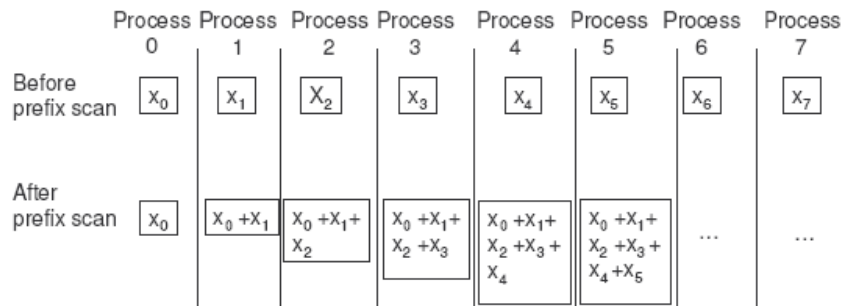 Process Process Process Process Process Process Process Process
0 1 2 3 4 5 6 7
Before
prefix scan
x₀ x₁ X₂ x₃ x₄ x₅ x₆ x₇
After
prefix scan
x₀ x₀ +x₁ x₀ +x₁+ x₀ +x₁+ x₀ +x₁+ x₀ +x₁+
x₂ x₂ +x₃ x₂ +x₃ + x₂ +x₃ + ... ...
x₄ x₄ +x₅